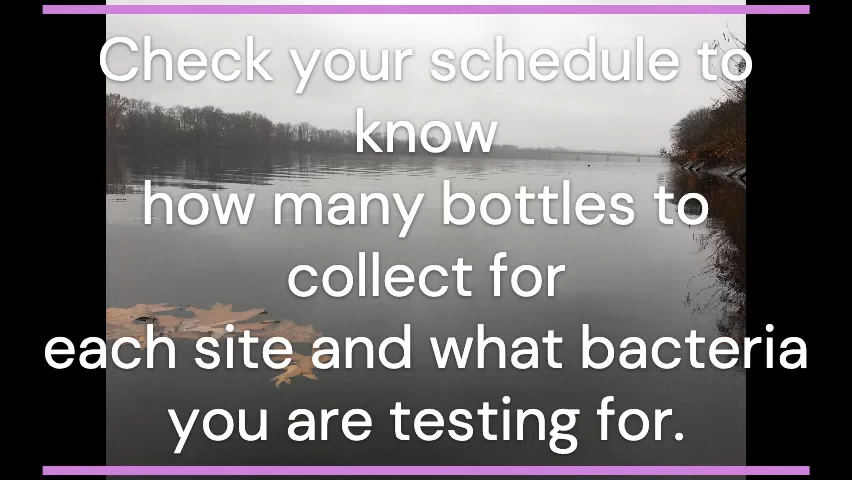 Check your schedule to
know
how many bottles to
collect for
each site and what bacteria
you are testing for.